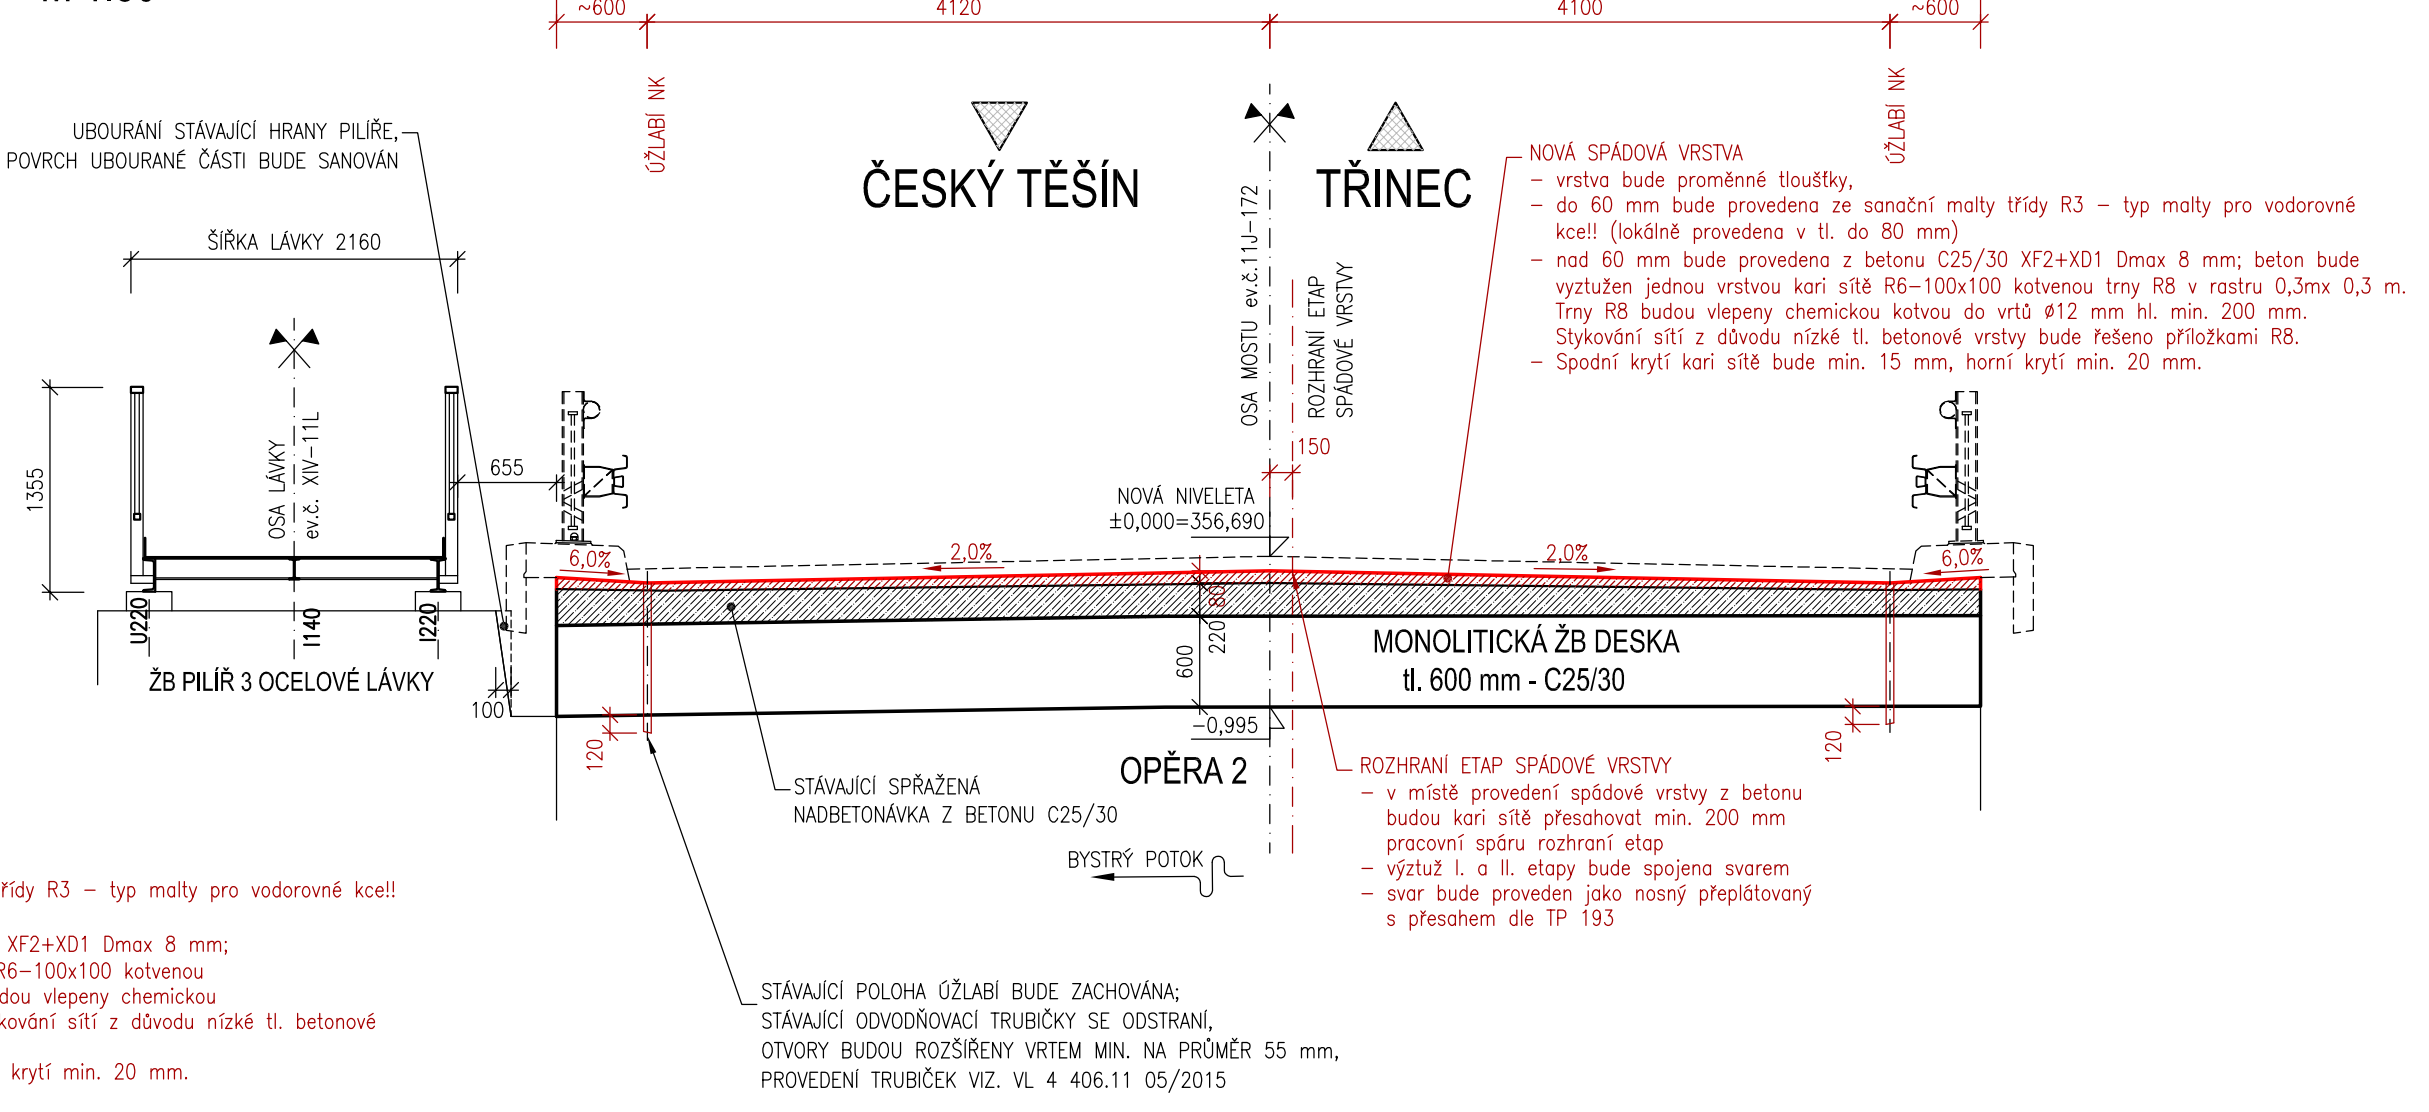 ~600
4120
4100
~600
ÚŽLABÍ NK
ÚŽLABÍ NK
UBOURÁNÍ STÁVAJÍCÍ HRANY PILÍŘE,
POVRCH UBOURANÉ ČÁSTI BUDE SANOVÁN
ČESKÝ TĚŠÍN
TŘINEC
NOVÁ SPÁDOVÁ VRSTVA
- vrstva bude proměnné tloušťky,
- do 60 mm bude provedena ze sanační malty třídy R3 - typ malty pro vodorovné
kce!! (lokálně provedena v tl. do 80 mm)
- nad 60 mm bude provedena z betonu C25/30 XF2+XD1 Dmax 8 mm; beton bude
vyztužen jednou vrstvou kari sítě R6-100x100 kotvenou trny R8 v rastru 0,3mx 0,3 m.
Trny R8 budou vlepeny chemickou kotvou do vrtů ø12 mm hl. min. 200 mm.
Stykování sítí z důvodu nízké tl. betonové vrstvy bude řešeno příložkami R8.
- Spodní krytí kari sítě bude min. 15 mm, horní krytí min. 20 mm.
ŠÍŘKA LÁVKY 2160
OSA MOSTU ev.č.11J-172
ROZHRANÍ ETAP
SPÁDOVÉ VRSTVY
150
1355
OSA LÁVKY
ev.č. XIV-11L
655
NOVÁ NIVELETA
±0,000=356,690
6,0%
2,0%
2,0%
6,0%
80
220
600
U220
I140
I220
ŽB PILÍŘ 3 OCELOVÉ LÁVKY
100
MONOLITICKÁ ŽB DESKA
tl. 600 mm - C25/30
-0,995
120
120
OPĚRA 2
STÁVAJÍCÍ SPŘAŽENÁ
NADBETONÁVKA Z BETONU C25/30
ROZHRANÍ ETAP SPÁDOVÉ VRSTVY
- v místě provedení spádové vrstvy z betonu
budou kari sítě přesahovat min. 200 mm
pracovní spáru rozhraní etap
- výztuž I. a II. etapy bude spojena svarem
- svar bude proveden jako nosný přeplátovaný
s přesahem dle TP 193
BYSTRÝ POTOK
řídy R3 - typ malty pro vodorovné kce!!
XF2+XD1 Dmax 8 mm;
R6-100x100 kotvenou
dou vlepeny chemickou
kování sítí z důvodu nízké tl. betonové
krytí min. 20 mm.
STÁVAJÍCÍ POLOHA ÚŽLABÍ BUDE ZACHOVÁNA;
STÁVAJÍCÍ ODVODŇOVACÍ TRUBIČKY SE ODSTRANÍ,
OTVORY BUDOU ROZŠÍŘENY VRTEM MIN. NA PRŮMĚR 55 mm,
PROVEDENÍ TRUBIČEK VIZ. VL 4 406.11 05/2015